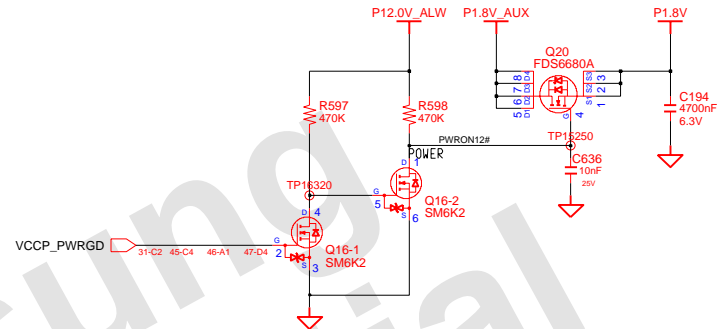 P12.0V_ALW
P1.8V_AUX
P1.8V
Q20
FDS6680A
8 D4
7 D3
6 D2
5 D1
S3 3
S2 2
S1 1
G
4
R597
470K
R598
470K
C194
4700nF
6.3V
PWRON12#
TP15250
POWER
C636
10nF
25V
D 1
TP16320
G
5
S 6
Q16-2
SM6K2
D 4
VCCP_PWRGD
31-C2 45-C4 46-A1 47-D4
G
2
S 3
Q16-1
SM6K2
sung
ial